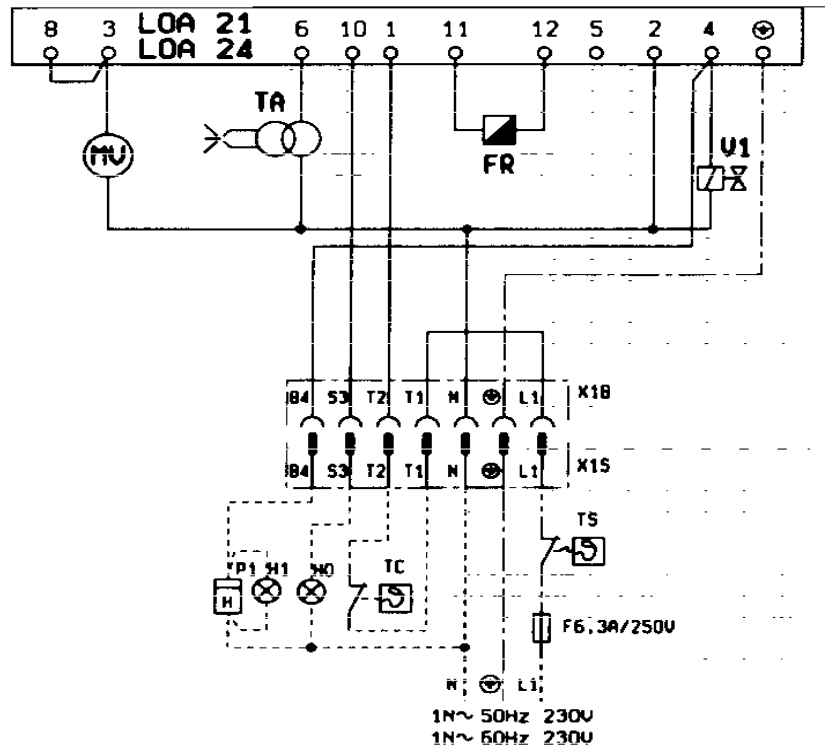 8 3 LOA 21 6 10 1 11 12 5 2 4
LOA 24
TA
MV
FR
V1
B4 S3 T2 T1 N L1 X1B
B4 S3 T2 T1 N L1 X1S
TS
P1 H1 H0 TC
H
F6,3A/250V
N L1
1N~ 50Hz 230V
1N~ 60Hz 230V